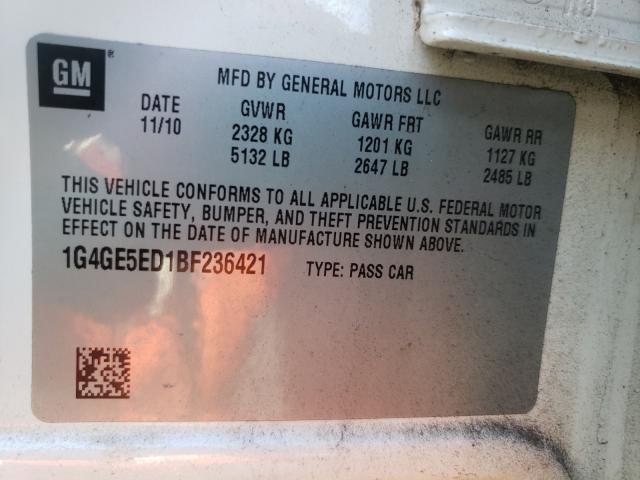 GM®
MFD BY GENERAL MOTORS LLC
DATE GVWR GAWR FRT GAWR RR
11/10 2328 KG 1201 KG 1127 KG
5132 LB 2647 LB 2485 LB
THIS VEHICLE CONFORMS TO ALL APPLICABLE U.S. FEDERAL MOTOR
VEHICLE SAFETY, BUMPER, AND THEFT PREVENTION STANDARDS IN
EFFECT ON THE DATE OF MANUFACTURE SHOWN ABOVE.
1G4GE5ED1BF236421 TYPE: PASS CAR